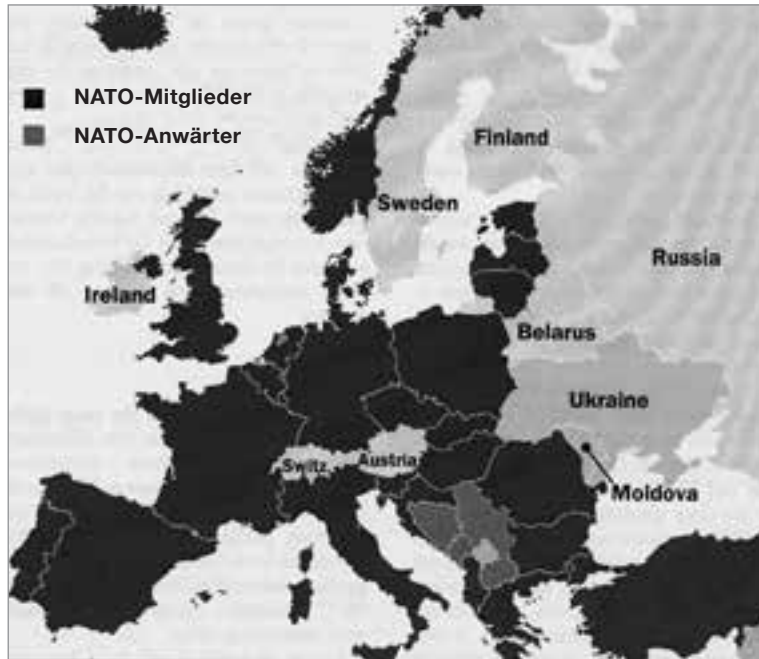 NATO-Mitglieder
NATO-Anwärter
Finland
Sweden
Russia
Ireland
Belarus
Ukraine
Switz.
Austria
Moldova